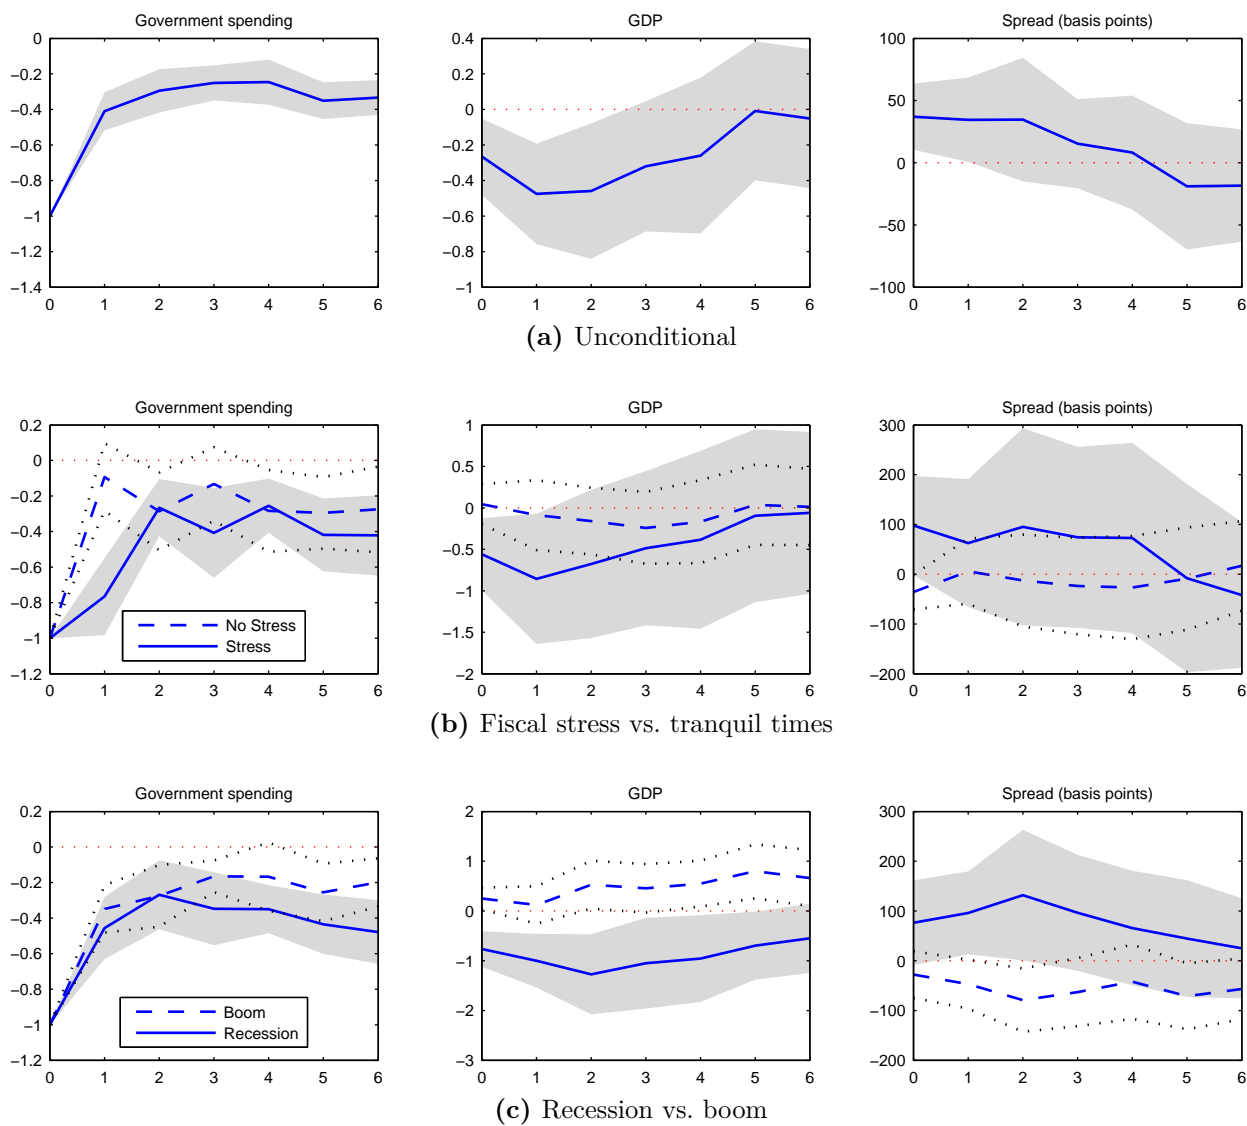 Government spending
GDP
Spread (basis points)
0
−0.2
−0.4
−0.6
−0.8
−1
−1.2
−1.4
0 1 2 3 4 5 6
0.4
0.2
0
−0.2
−0.4
−0.6
−0.8
−1
0 1 2 3 4 5 6
100
50
0
−50
−100
0 1 2 3 4 5 6
(a) Unconditional
Government spending
GDP
Spread (basis points)
0.2
0
−0.2
−0.4
−0.6
−0.8
−1
−1.2
No Stress
Stress
0 1 2 3 4 5 6
1
0.5
0
−0.5
−1
−1.5
−2
0 1 2 3 4 5 6
300
200
100
0
−100
−200
0 1 2 3 4 5 6
(b) Fiscal stress vs. tranquil times
Government spending
GDP
Spread (basis points)
0.2
0
−0.2
−0.4
−0.6
−0.8
−1
−1.2
Boom
Recession
0 1 2 3 4 5 6
2
1
0
−1
−2
−3
0 1 2 3 4 5 6
300
200
100
0
−100
−200
0 1 2 3 4 5 6
(c) Recession vs. boom